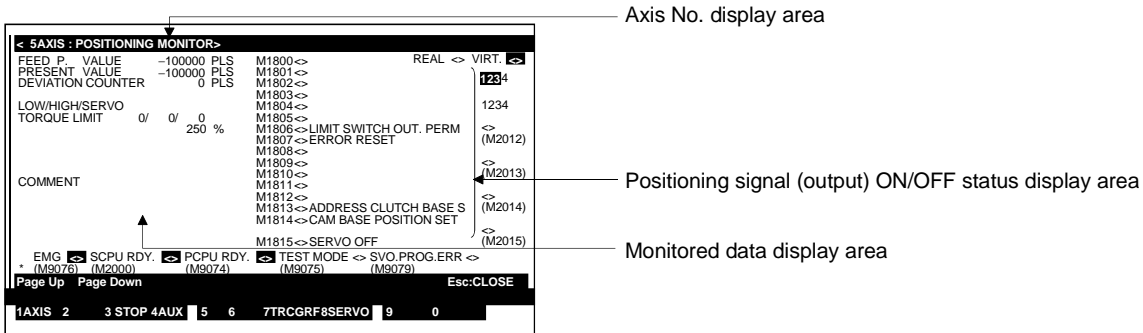 Axis No. display area
< 5AXIS : POSITIONING MONITOR>
FEED P. VALUE −100000 PLS M1800<> REAL <> VIRT. <>
PRESENT VALUE −100000 PLS M1801<>
DEVIATION COUNTER 0 PLS M1802<> 1234
M1803<>
LOW/HIGH/SERVO M1804<> 1234
TORQUE LIMIT 0/ 0/ 0 M1805<>
250 % M1806<>LIMIT SWITCH OUT. PERM <>
M1807<>ERROR RESET (M2012)
M1808<>
M1809<> <>
M1810<> (M2013)
COMMENT M1811<>
M1812<> <>
M1813<>ADDRESS CLUTCH BASE S (M2014)
M1814<>CAM BASE POSITION SET
<>
M1815<>SERVO OFF (M2015)
Positioning signal (output) ON/OFF status display area
Monitored data display area
EMG <> SCPU RDY. <> PCPU RDY. <> TEST MODE <> SVO.PROG.ERR <>
* (M9076) (M2000) (M9074) (M9075) (M9079)
Page Up Page Down Esc:CLOSE
1AXIS 2 3 STOP 4AUX 5 6 7TRCGRF8SERVO 9 0